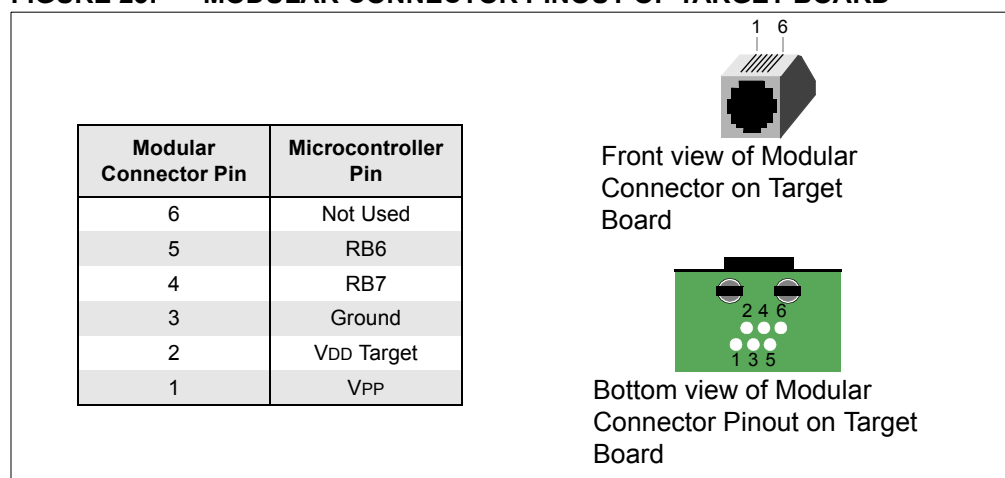 FIGURE 23: MODULAR CONNECTOR PINOUT OF TARGET BOARD
1 6
Modular Connector Pin
Microcontroller Pin
6 Not Used
5 RB6
4 RB7
3 Ground
2 VDD Target
1 VPP
Front view of Modular
Connector on Target
Board
2 4 6
1 3 5
Bottom view of Modular
Connector Pinout on Target
Board